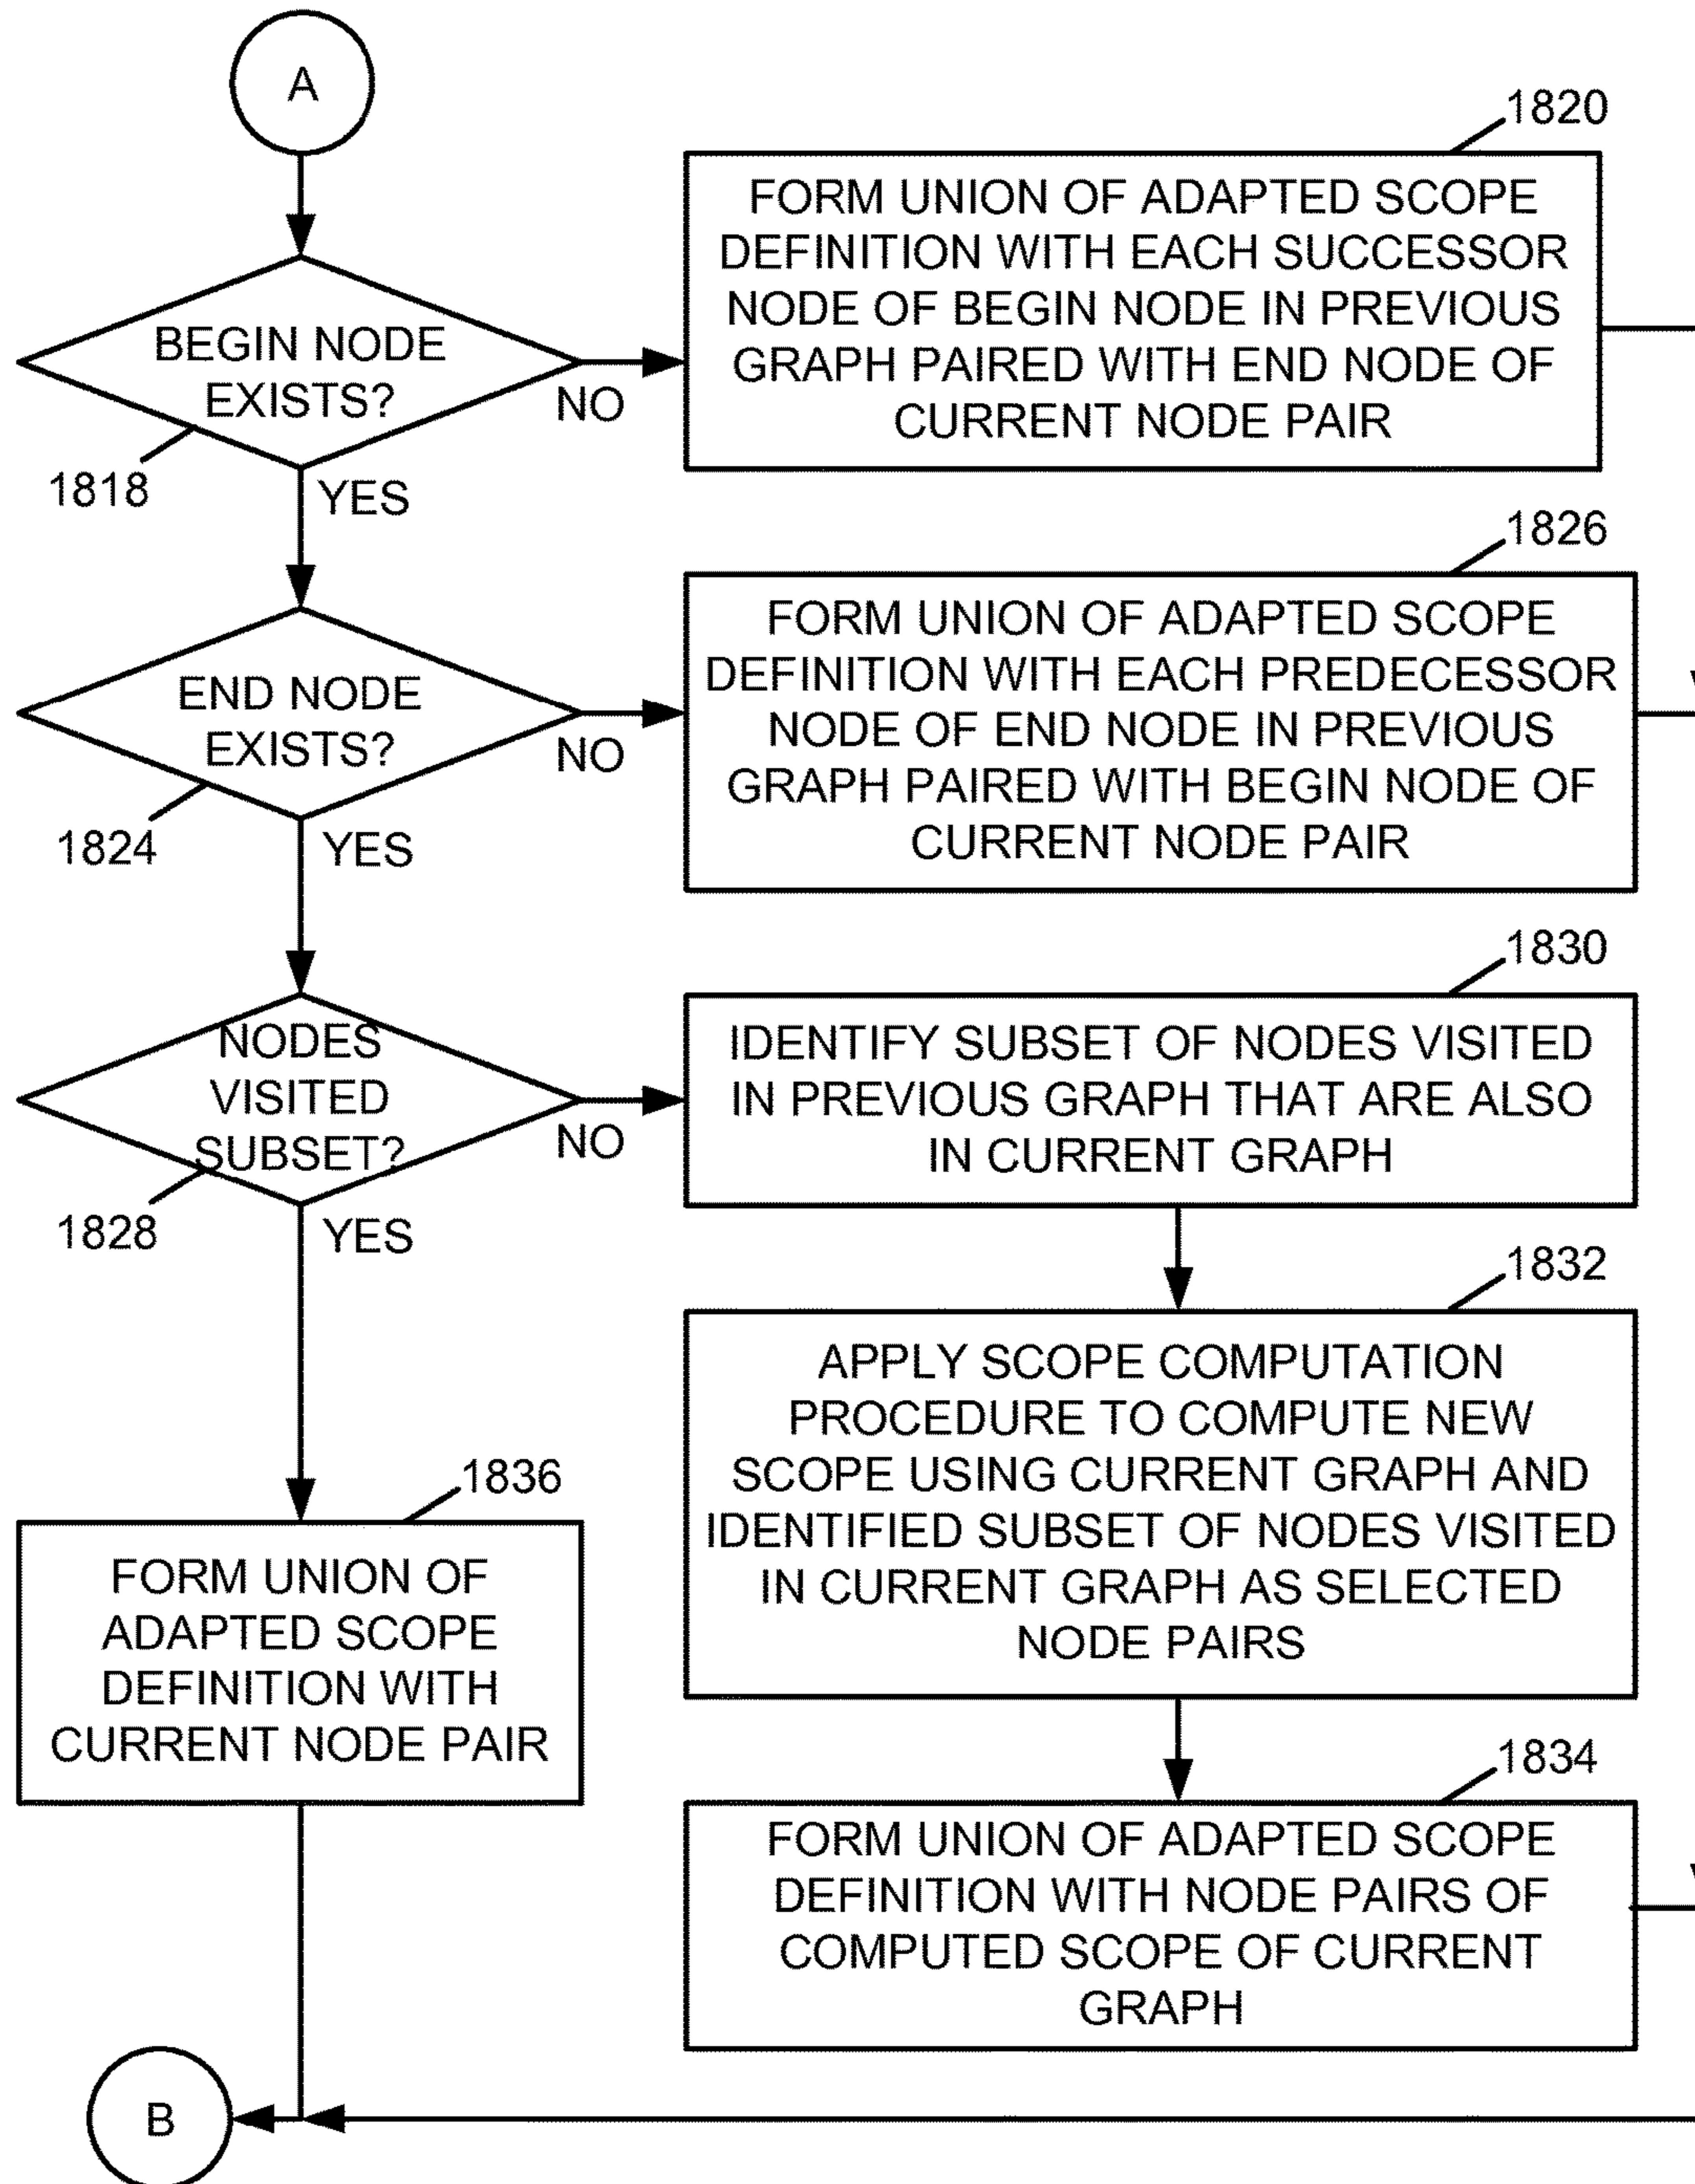 A
1820
FORM UNION OF ADAPTED SCOPE
DEFINITION WITH EACH SUCCESSOR
NODE OF BEGIN NODE IN PREVIOUS
GRAPH PAIRED WITH END NODE OF
CURRENT NODE PAIR
BEGIN NODE
EXISTS?
NO
1818
YES
1826
FORM UNION OF ADAPTED SCOPE
DEFINITION WITH EACH PREDECESSOR
NODE OF END NODE IN PREVIOUS
GRAPH PAIRED WITH BEGIN NODE OF
CURRENT NODE PAIR
END NODE
EXISTS?
NO
1824
YES
1830
IDENTIFY SUBSET OF NODES VISITED
IN PREVIOUS GRAPH THAT ARE ALSO
IN CURRENT GRAPH
NODES
VISITED
SUBSET?
NO
1828
YES
1832
APPLY SCOPE COMPUTATION
PROCEDURE TO COMPUTE NEW
SCOPE USING CURRENT GRAPH AND
IDENTIFIED SUBSET OF NODES VISITED
IN CURRENT GRAPH AS SELECTED
NODE PAIRS
1836
FORM UNION OF
ADAPTED SCOPE
DEFINITION WITH
CURRENT NODE PAIR
1834
FORM UNION OF ADAPTED SCOPE
DEFINITION WITH NODE PAIRS OF
COMPUTED SCOPE OF CURRENT
GRAPH
B